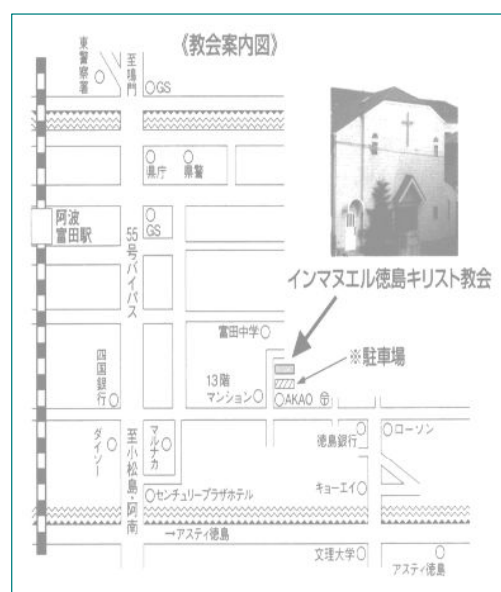 《教会案内図》
東警察署
至鳴門
GS
県庁
県警
阿波
富田駅
GS
55号バイパス
インマヌエル徳島キリスト教会
富田中学
※駐車場
四国銀行
13階
マンション
AKAO
〒
徳島銀行
ローソン
ダイソー
至小松島・阿南
マルナカ
センチュリープラザホテル
キョーエイ
→アスティ徳島
文理大学
アスティ徳島